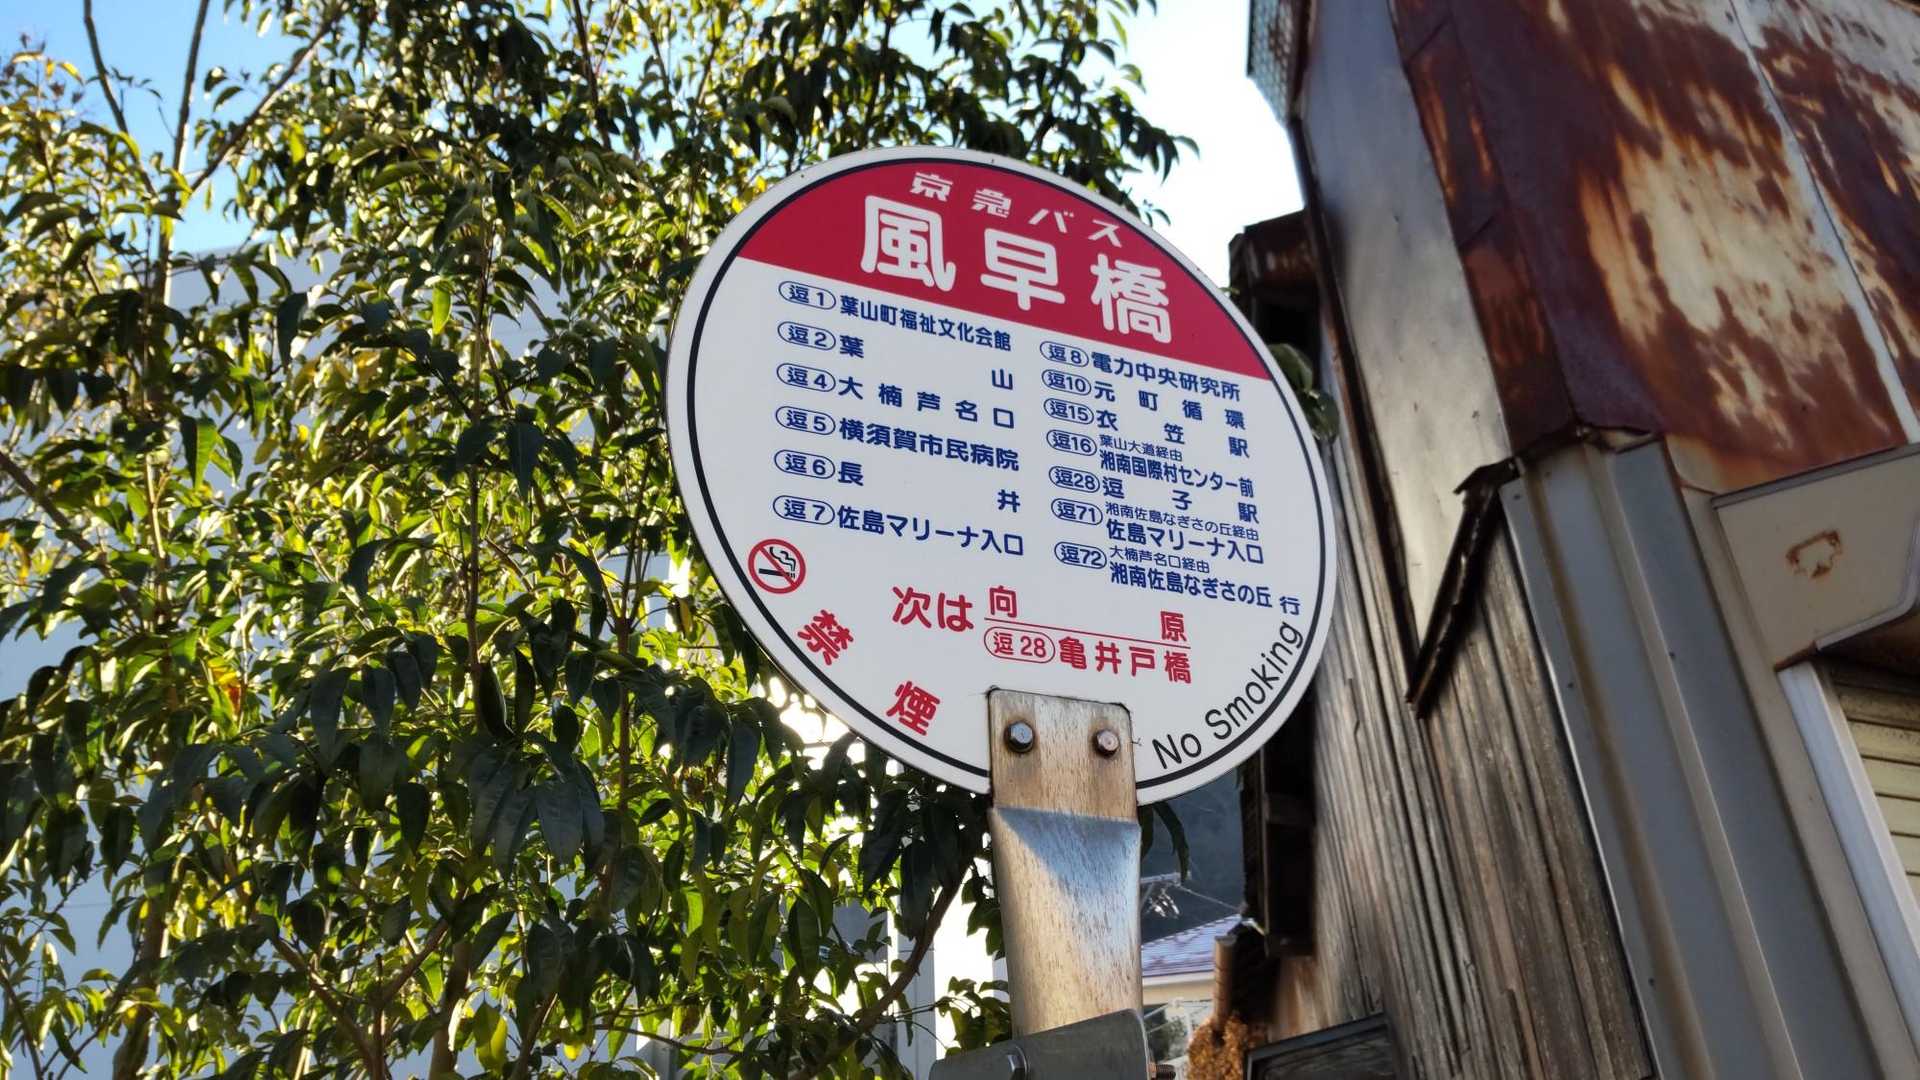 京急バス
風早橋
逗1 葉山町福祉文化会館
逗2 葉山
逗4 大楠芦名口
逗5 横須賀市民病院
逗6 長井
逗7 佐島マリーナ入口
逗8 電力中央研究所
逗10 元町循環
逗15 衣笠駅
逗16 葉山大道経由
湘南国際村センター前
逗28 逗子駅
逗71 湘南佐島なぎさの丘経由
佐島マリーナ入口
逗72 大楠芦名口経由
湘南佐島なぎさの丘 行
次は 向原
逗28 亀井戸橋
禁煙
No Smoking